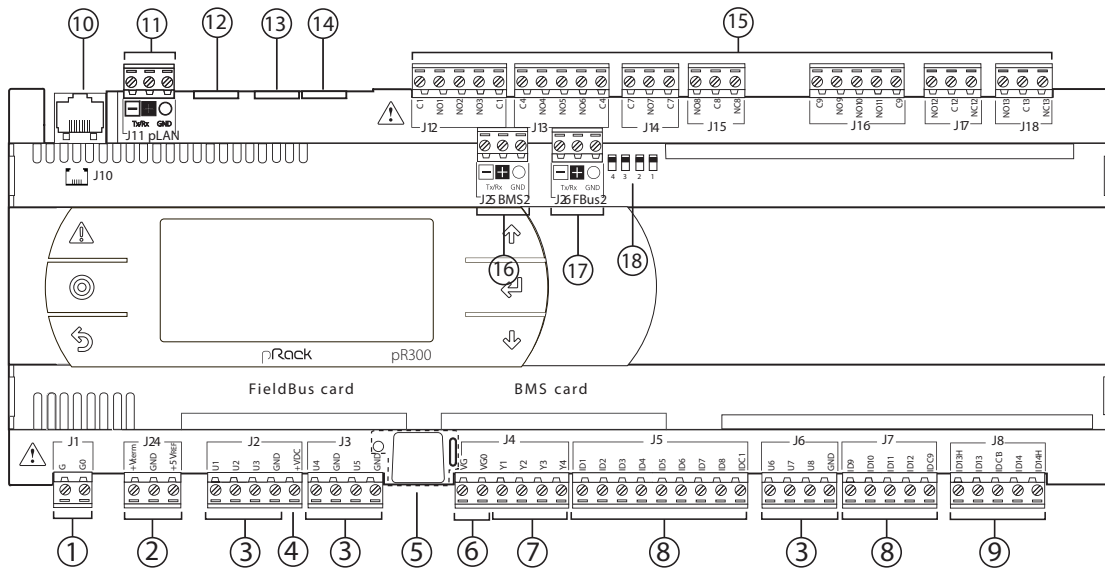 10 11 12 13 14 15
C1 NO1 NO2 NO3 C1 C4 NO4 NO5 NO6 C4 C7 NO7 C7 NO8 C8 NC8 C9 NO9 NO10 NO11 C9 NO12 C12 NC12 NO13 C13 NC13
Tx/Rx GND
J11 pLAN J12 J13 J14 J15 J16 J17 J18
J10
Tx/Rx GND Tx/Rx GND 4 3 2 1
J25 BMS2 J26 FBus2
16 17 18
pRack pR300
FieldBus card BMS card
J1 J24 J2 J3 J4 J5 J6 J7 J8
G G0 +Vterm GND +5VREF U1 U2 U3 GND +VDC U4 GND U5 GND VG VG0 Y1 Y2 Y3 Y4 ID1 ID2 ID3 ID4 ID5 ID6 ID7 ID8 IDC1 U6 U7 U8 GND ID9 ID10 ID11 ID12 IDC9 ID13H ID13 IDC13 ID14 ID14H
1 2 3 4 3 5 6 7 8 3 8 9